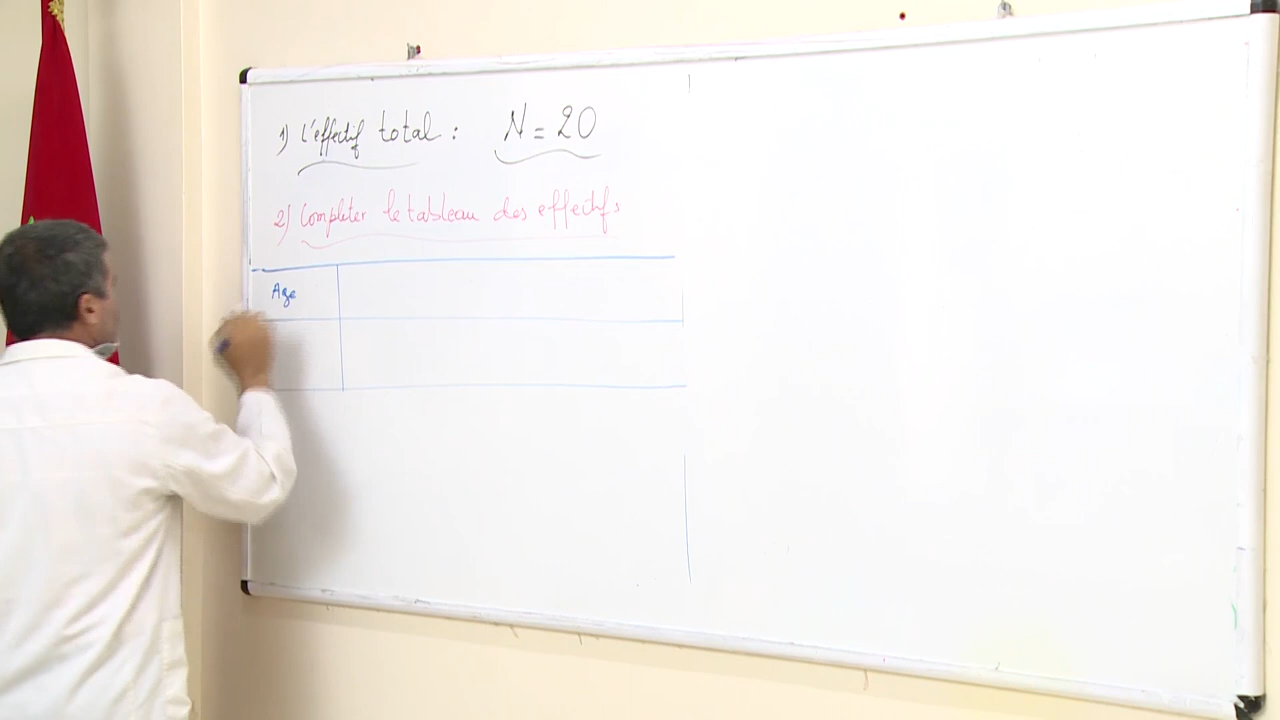 1) L'effectif total : N = 20
2) Compléter le tableau des effectifs
Age